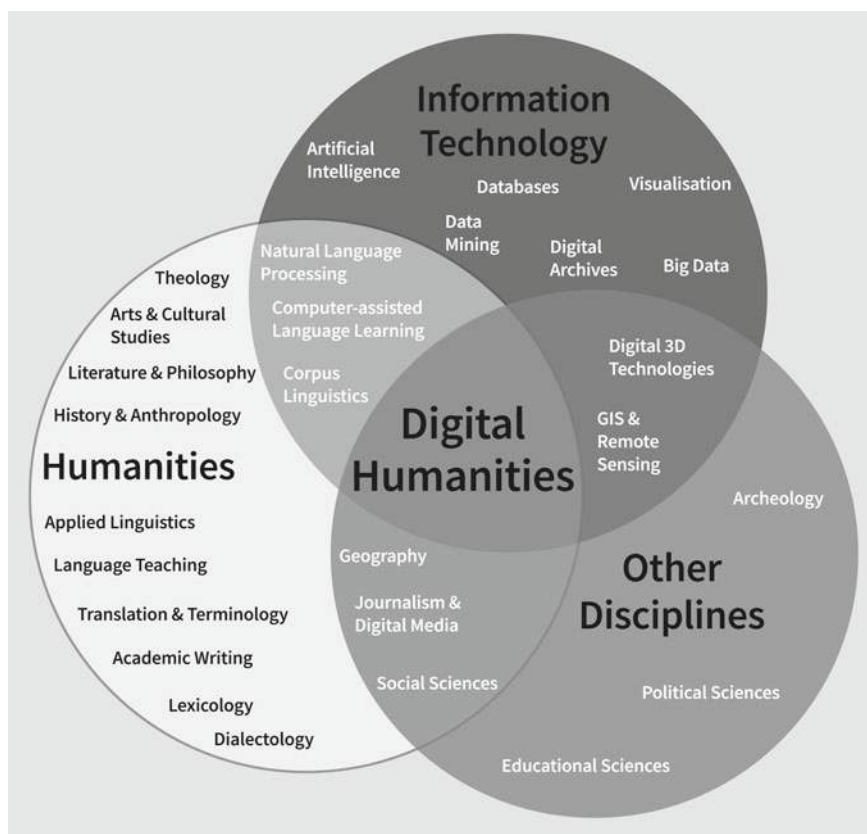 Information
Technology
Artificial
Intelligence
Databases
Visualisation
Data
Mining
Digital
Archives
Big Data
Natural Language
Processing
Theology
Computer-assisted
Language Learning
Arts & Cultural
Studies
Digital 3D
Technologies
Literature & Philosophy
Corpus
Linguistics
History & Anthropology
Digital
Humanities
GIS &
Remote
Sensing
Humanities
Archeology
Applied Linguistics
Language Teaching
Geography
Other
Disciplines
Translation & Terminology
Journalism &
Digital Media
Academic Writing
Social Sciences
Political Sciences
Lexicology
Dialectology
Educational Sciences